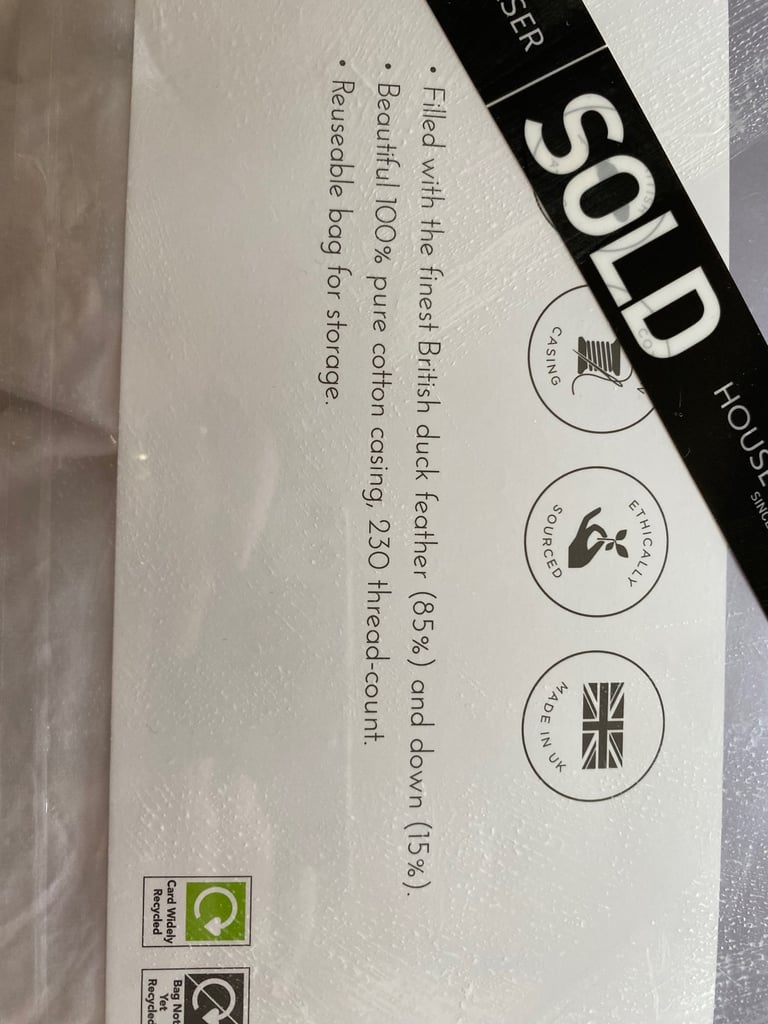 SOLD
HOUSE
CASING
ETHICALLY
SOURCED
MADE IN UK
• Filled with the finest British duck feather (85%) and down (15%).
• Beautiful 100% pure cotton casing, 230 thread-count.
• Reuseable bag for storage.
Card Widely
Recycled
Bag Not
Yet
Recycled